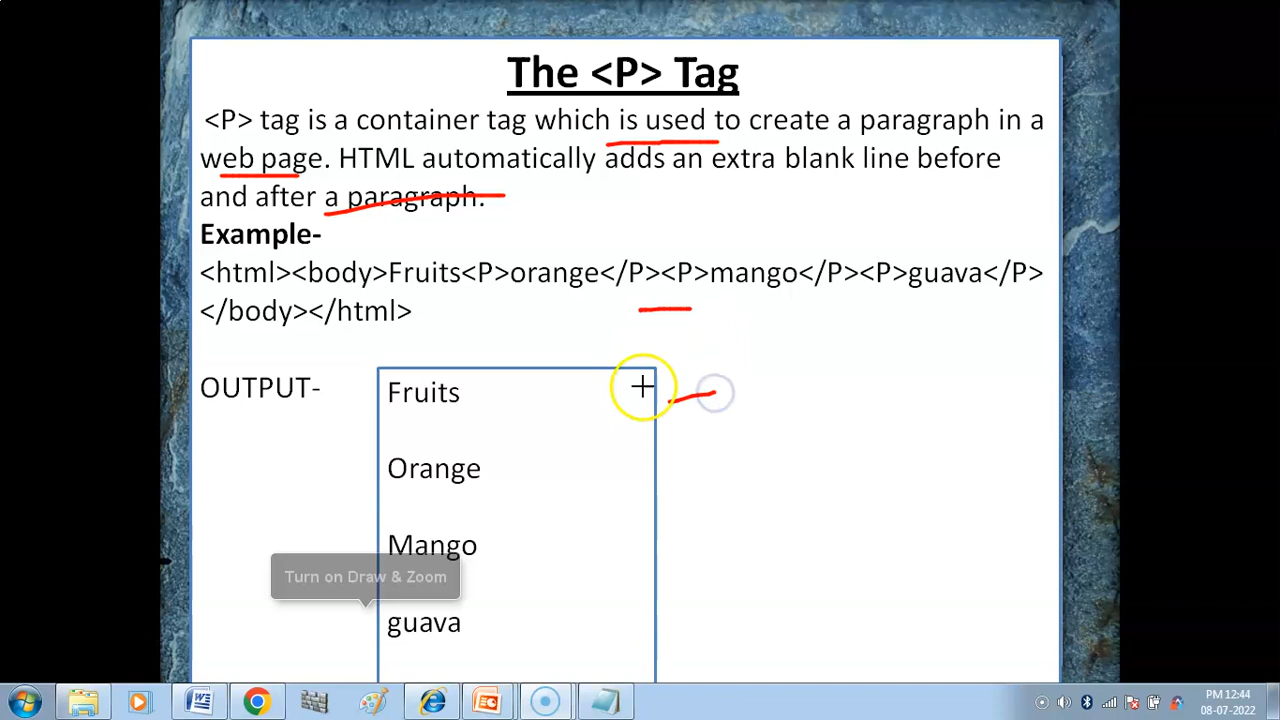 The <P> Tag
<P> tag is a container tag which is used to create a paragraph in a
web page. HTML automatically adds an extra blank line before
and after a paragraph.
Example-
<html><body>Fruits<P>orange</P><P>mango</P><P>guava</P>
</body></html>
OUTPUT-
Fruits
Orange
Mango
Turn on Draw & Zoom
guava
PM 12:44
08-07-2022